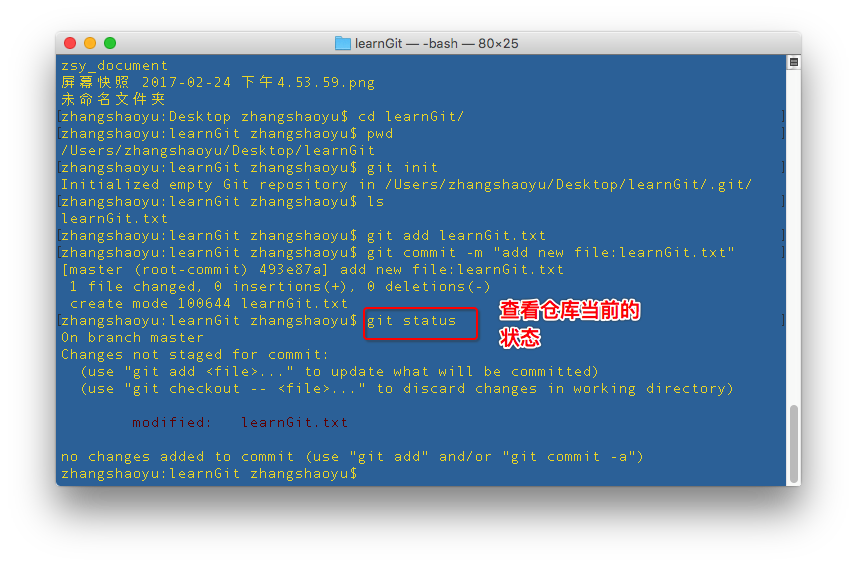 learnGit — -bash — 80×25
zsy_document
屏幕快照 2017-02-24 下午4.53.59.png
未命名文件夹
[zhangshaoyu:Desktop zhangshaoyu$ cd learnGit/ ]
[zhangshaoyu:learnGit zhangshaoyu$ pwd ]
/Users/zhangshaoyu/Desktop/learnGit
[zhangshaoyu:learnGit zhangshaoyu$ git init ]
Initialized empty Git repository in /Users/zhangshaoyu/Desktop/learnGit/.git/
[zhangshaoyu:learnGit zhangshaoyu$ ls ]
learnGit.txt
[zhangshaoyu:learnGit zhangshaoyu$ git add learnGit.txt ]
[zhangshaoyu:learnGit zhangshaoyu$ git commit -m "add new file:learnGit.txt" ]
[master (root-commit) 493e87a] add new file:learnGit.txt
 1 file changed, 0 insertions(+), 0 deletions(-)
 create mode 100644 learnGit.txt
[zhangshaoyu:learnGit zhangshaoyu$ git status ]
查看仓库当前的
状态
On branch master
Changes not staged for commit:
  (use "git add <file>..." to update what will be committed)
  (use "git checkout -- <file>..." to discard changes in working directory)
        modified:   learnGit.txt
no changes added to commit (use "git add" and/or "git commit -a")
zhangshaoyu:learnGit zhangshaoyu$